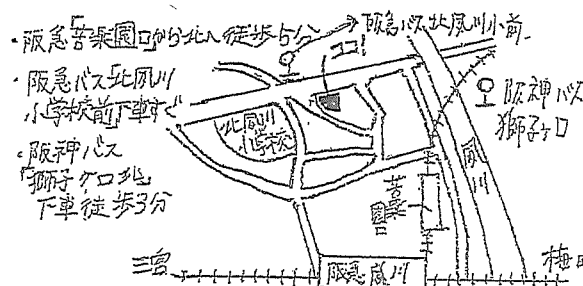 ・阪急「苦楽園口」から北へ徒歩5分
・阪急バス「北夙川
小学校前」下車すぐ
・阪神バス
「獅子ケ口北」
下車徒歩3分
阪急バス北夙川小前
ココ!
北夙川
小学校
阪神バス
獅子ケ口
夙川
苦楽園口
三宮
阪急夙川
梅田